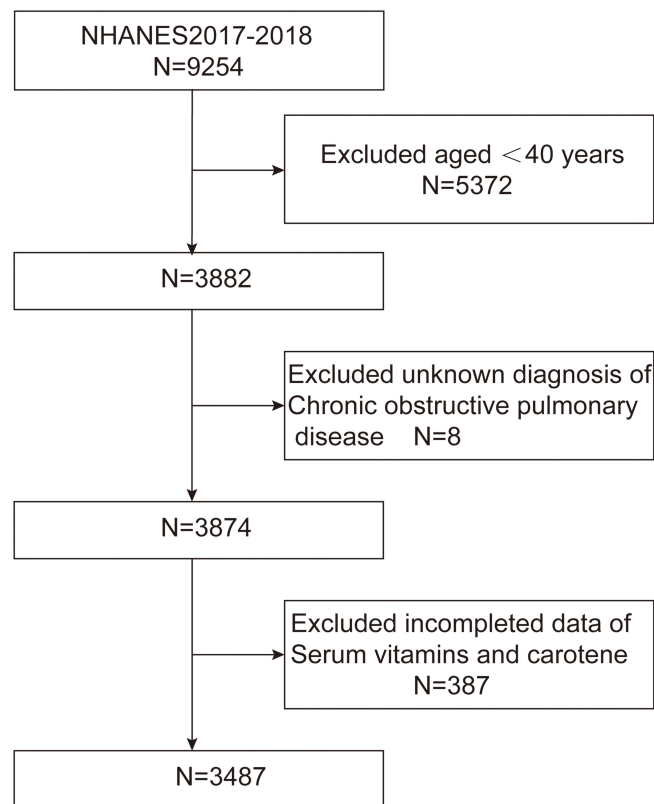 NHANES2017-2018
N=9254
Excluded aged <40 years
N=5372
N=3882
Excluded unknown diagnosis of
Chronic obstructive pulmonary
disease N=8
N=3874
Excluded incompleted data of
Serum vitamins and carotene
N=387
N=3487